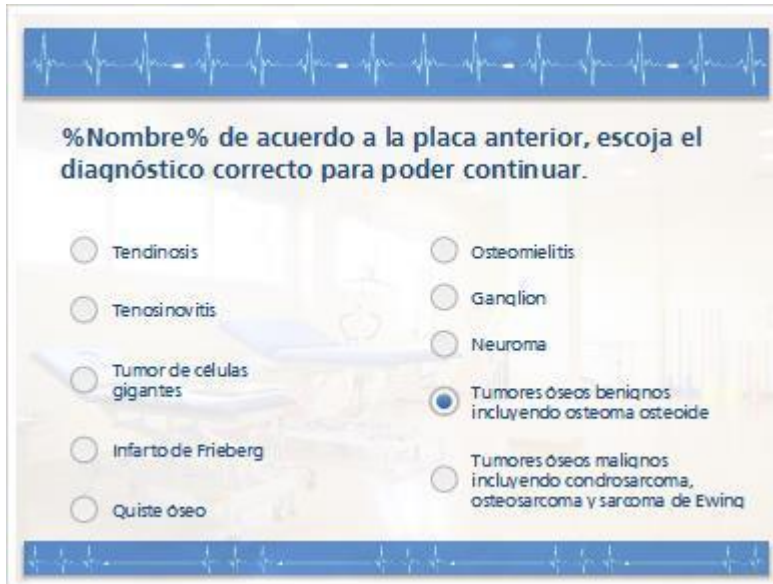 %Nombre% de acuerdo a la placa anterior, escoja el
diagnóstico correcto para poder continuar.
Tendinosis
Tenosinovitis
Tumor de células
gigantes
Infarto de Frieberg
Quiste óseo
Osteomielitis
Ganglion
Neuroma
Tumores óseos benignos
incluyendo osteoma osteoide
Tumores óseos malignos
incluyendo condrosarcoma,
osteosarcoma y sarcoma de Ewing